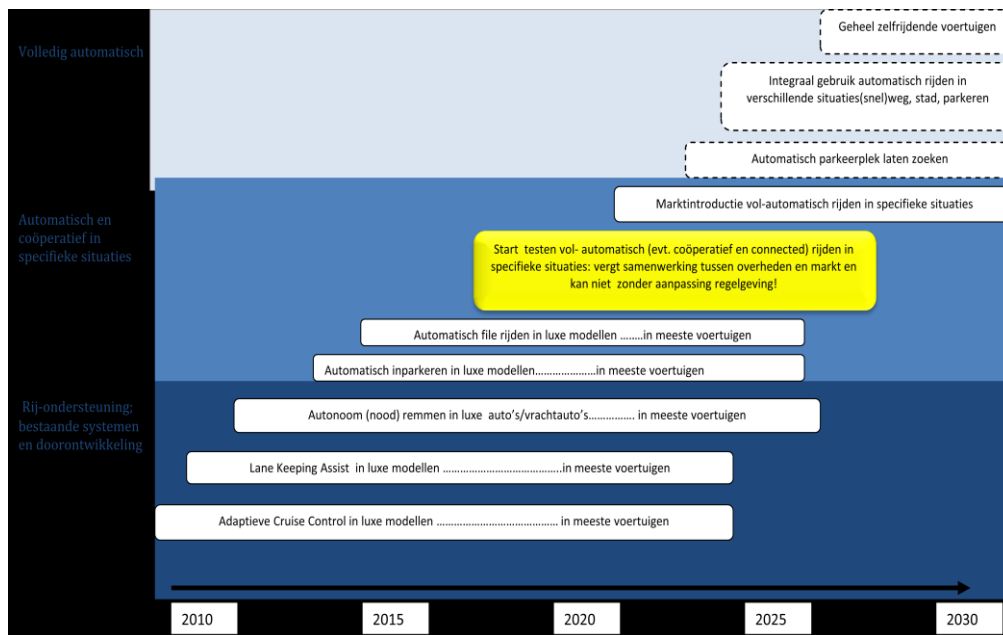 Volledig automatisch
Geheel zelfrijdende voertuigen
Integraal gebruik automatisch rijden in
verschillende situaties(snel)weg, stad, parkeren
Automatisch parkeerplek laten zoeken
Automatisch en
coöperatief in
specifieke situaties
Marktintroductie vol-automatisch rijden in specifieke situaties
Start testen vol- automatisch (evt. coöperatief en connected) rijden in
specifieke situaties: vergt samenwerking tussen overheden en markt en
kan niet zonder aanpassing regelgeving!
Automatisch file rijden in luxe modellen ……..in meeste voertuigen
Automatisch inparkeren in luxe modellen…………………in meeste voertuigen
Rij-ondersteuning;
bestaande systemen
en doorontwikkeling
Autonoom (nood) remmen in luxe auto's/vrachtauto's……………. in meeste voertuigen
Lane Keeping Assist in luxe modellen …………………………………..in meeste voertuigen
Adaptieve Cruise Control in luxe modellen …………………………………… in meeste voertuigen
2010
2015
2020
2025
2030